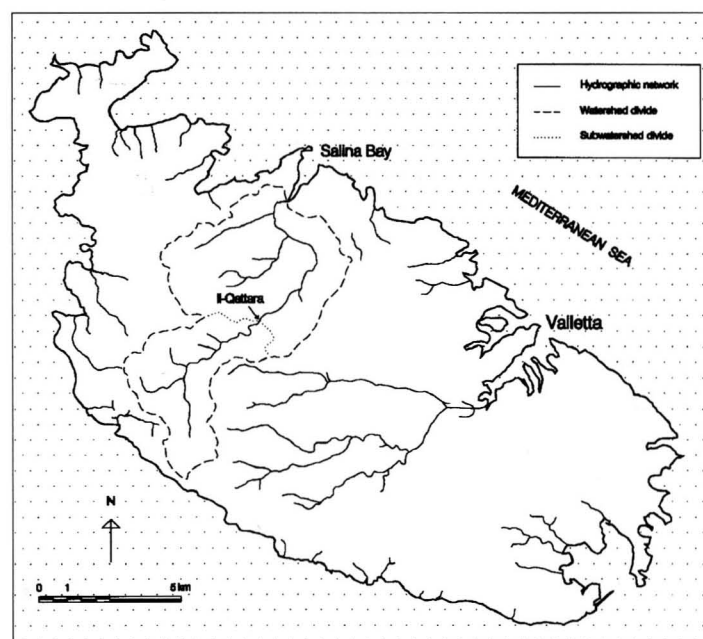 Hydrographic network
Watershed divide
Subwatershed divide
Salina Bay
MEDITERRANEAN SEA
Il-Qattara
Valletta
N
0 1 5 km